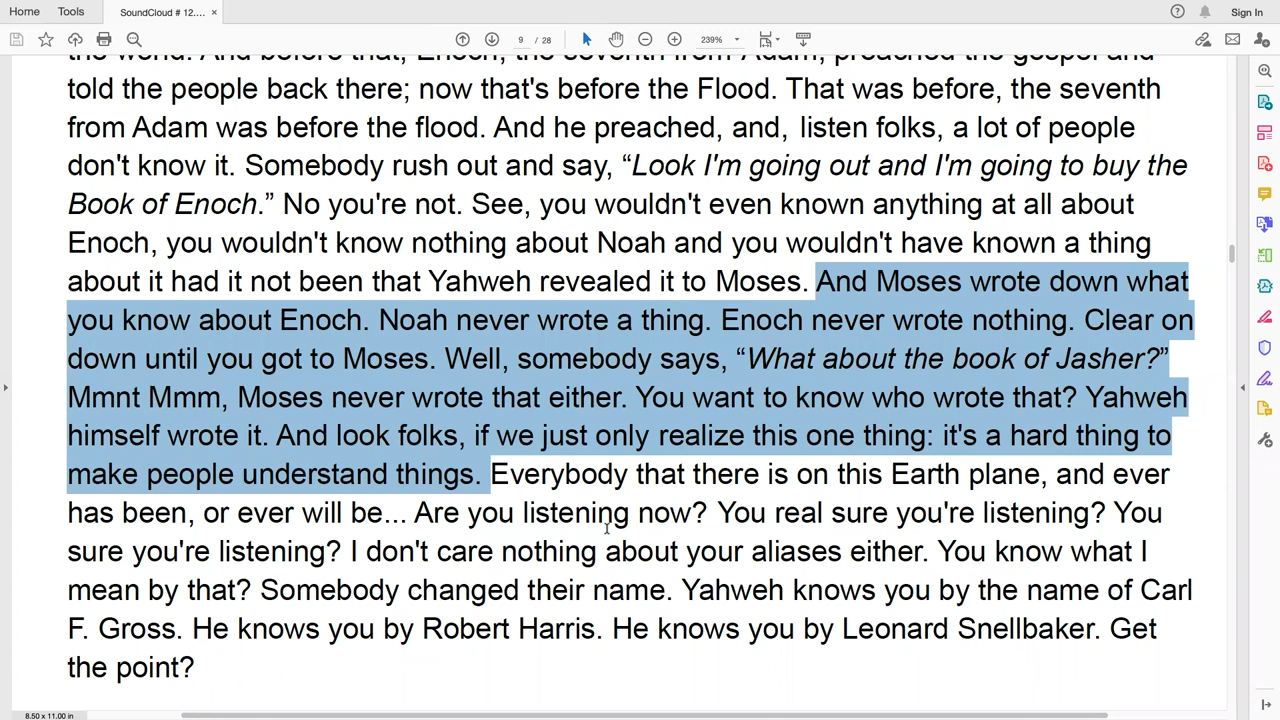 Home Tools SoundCloud # 12.... × Sign In
9 / 28 239%
the world. And before that, Enoch, the seventh from Adam, preached the gospel and
told the people back there; now that's before the Flood. That was before, the seventh
from Adam was before the flood. And he preached, and, listen folks, a lot of people
don't know it. Somebody rush out and say, “Look I'm going out and I'm going to buy the
Book of Enoch.” No you're not. See, you wouldn't even known anything at all about
Enoch, you wouldn't know nothing about Noah and you wouldn't have known a thing
about it had it not been that Yahweh revealed it to Moses. And Moses wrote down what
you know about Enoch. Noah never wrote a thing. Enoch never wrote nothing. Clear on
down until you got to Moses. Well, somebody says, “What about the book of Jasher?”
Mmnt Mmm, Moses never wrote that either. You want to know who wrote that? Yahweh
himself wrote it. And look folks, if we just only realize this one thing: it's a hard thing to
make people understand things. Everybody that there is on this Earth plane, and ever
has been, or ever will be... Are you listening now? You real sure you're listening? You
sure you're listening? I don't care nothing about your aliases either. You know what I
mean by that? Somebody changed their name. Yahweh knows you by the name of Carl
F. Gross. He knows you by Robert Harris. He knows you by Leonard Snellbaker. Get
the point?
8.50 x 11.00 in